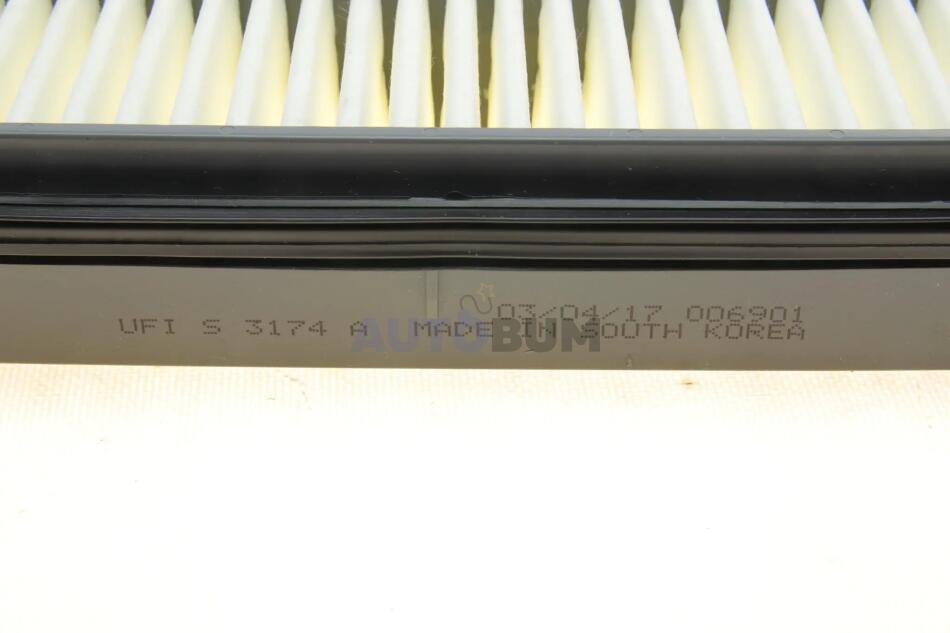 03/04/17 006901
UFI S 3174 A MADE IN SOUTH KOREA
AUTOBUM